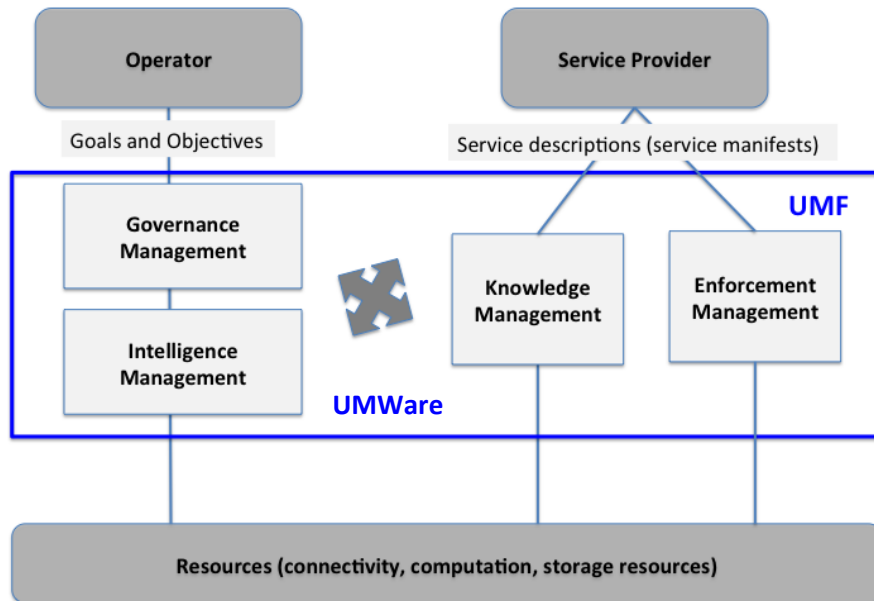 Operator
Service Provider
Goals and Objectives
Service descriptions (service manifests)
UMF
Governance
Management
Knowledge
Management
Enforcement
Management
Intelligence
Management
UMWare
Resources (connectivity, computation, storage resources)